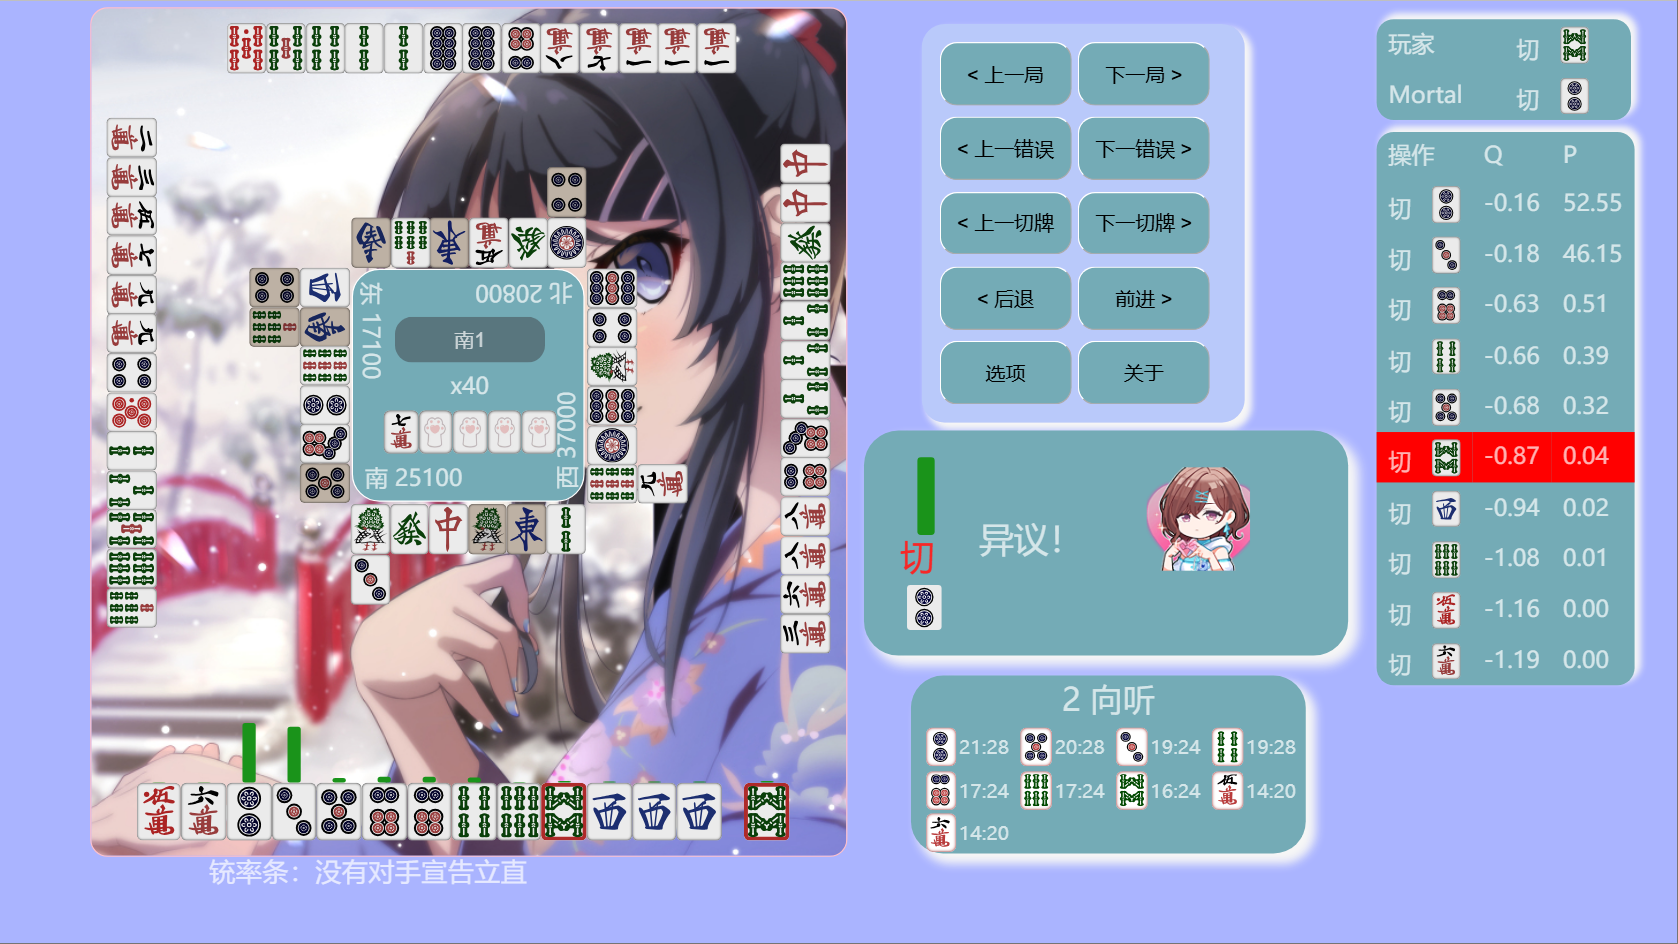 < 上一局
下一局 >
< 上一错误
下一错误 >
< 上一切牌
下一切牌 >
< 后退
前进 >
选项
关于
玩家 切
Mortal 切
操作 Q P
切 -0.16 52.55
切 -0.18 46.15
切 -0.63 0.51
切 -0.66 0.39
切 -0.68 0.32
切 -0.87 0.04
切 -0.94 0.02
切 -1.08 0.01
切 -1.16 0.00
切 -1.19 0.00
北 20800
东 17100
南1
x40
西 37000
南 25100
切
异议！
2 向听
21:28 20:28 19:24 19:28
17:24 17:24 16:24 14:20
14:20
铳率条：没有对手宣告立直